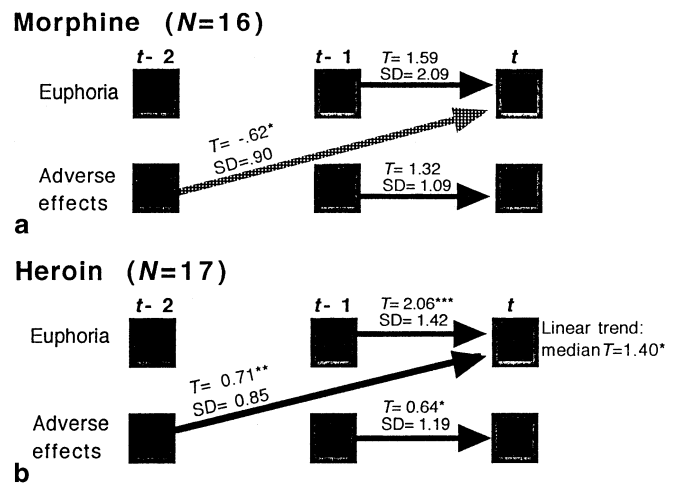 Morphine (N=16)
t- 2
t- 1
t
T= 1.59
SD= 2.09
Euphoria
T= -.62*
SD=.90
Adverse
effects
T= 1.32
SD= 1.09
a
Heroin (N=17)
t- 2
t- 1
t
T= 2.06***
SD= 1.42
Euphoria
Linear trend:
median T=1.40*
T= 0.71**
SD= 0.85
Adverse
effects
T= 0.64*
SD= 1.19
b